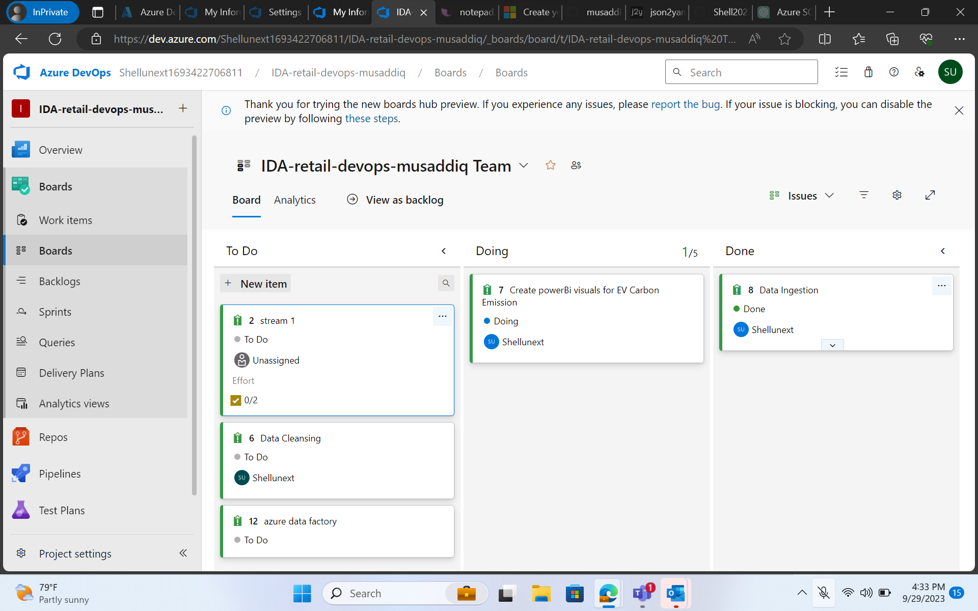 InPrivate
Azure D
My Infor
Settings
My Infor
IDA
notepad
Create y
musaddi
json2yar
Shell202
Azure SQ
https://dev.azure.com/Shellunext1693422706811/IDA-retail-devops-musaddiq/_boards/board/t/IDA-retail-devops-musaddiq%20T...
Azure DevOps Shellunext1693422706811 / IDA-retail-devops-musaddiq / Boards / Boards
Search
SU
I IDA-retail-devops-mus... +
Thank you for trying the new boards hub preview. If you experience any issues, please report the bug. If your issue is blocking, you can disable the
preview by following these steps.
Overview
Boards
Work items
Boards
Backlogs
Sprints
Queries
Delivery Plans
Analytics views
Repos
Pipelines
Test Plans
Project settings
IDA-retail-devops-musaddiq Team
Board Analytics View as backlog
Issues
To Do
+ New item
2 stream 1
To Do
Unassigned
Effort
0/2
6 Data Cleansing
To Do
SU Shellunext
12 azure data factory
To Do
Doing 1/5
7 Create powerBi visuals for EV Carbon
Emission
Doing
SU Shellunext
Done
8 Data Ingestion
Done
SU Shellunext
79°F
Partly sunny
Search
1
4:33 PM
9/29/2023
15